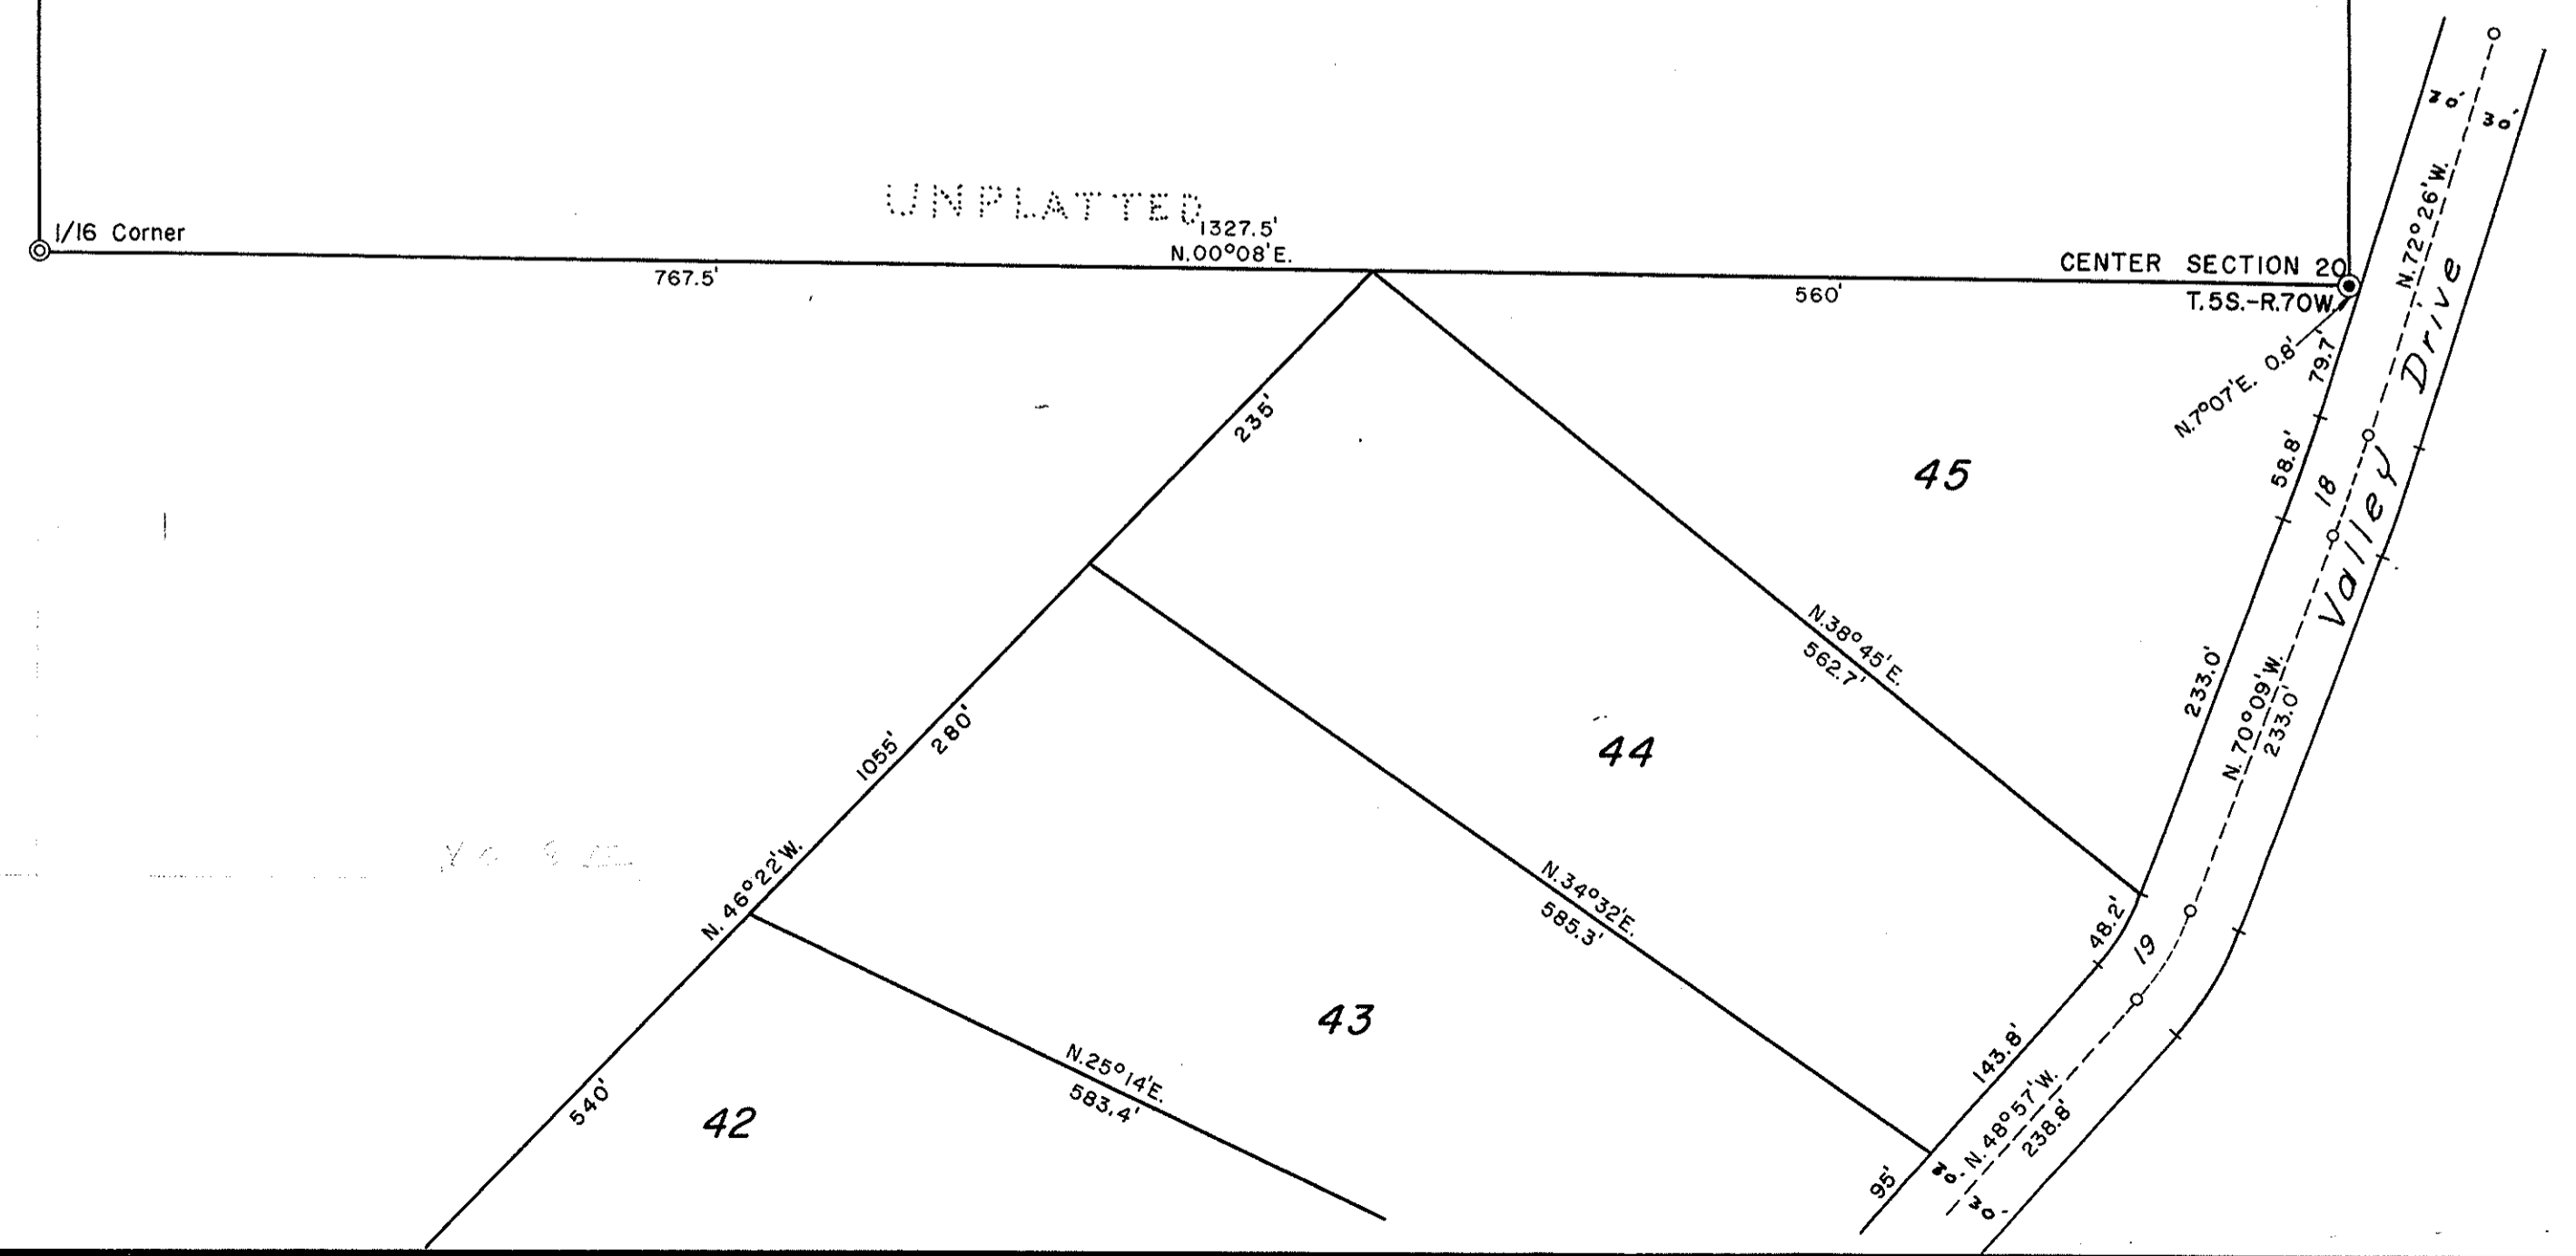 30'
30'
N.72°26'W.
UNPLATTED
1327.5'
1/16 Corner
N.00°08'E.
767.5'
CENTER SECTION 20
560'
T.5S.-R.70W.
N.7°07'E. 0.8'
79.7'
Valley Drive
235'
45
58.8'
18
N.38°45'E.
562.7'
233.0'
N.70°09'W.
233.0'
1055'
280'
44
N.46°22'W.
N.34°32'E.
585.3'
48.2'
19
43
143.8'
N.48°57'W.
238.8'
N.25°14'E.
583.4'
540'
42
95'
30'
30'